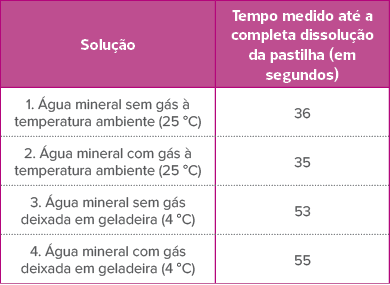 Solução
Tempo medido até a
completa dissolução
da pastilha (em
segundos)
1. Água mineral sem gás à
temperatura ambiente (25 °C)
36
2. Água mineral com gás à
temperatura ambiente (25 °C)
35
3. Água mineral sem gás
deixada em geladeira (4 °C)
53
4. Água mineral com gás
deixada em geladeira (4 °C)
55